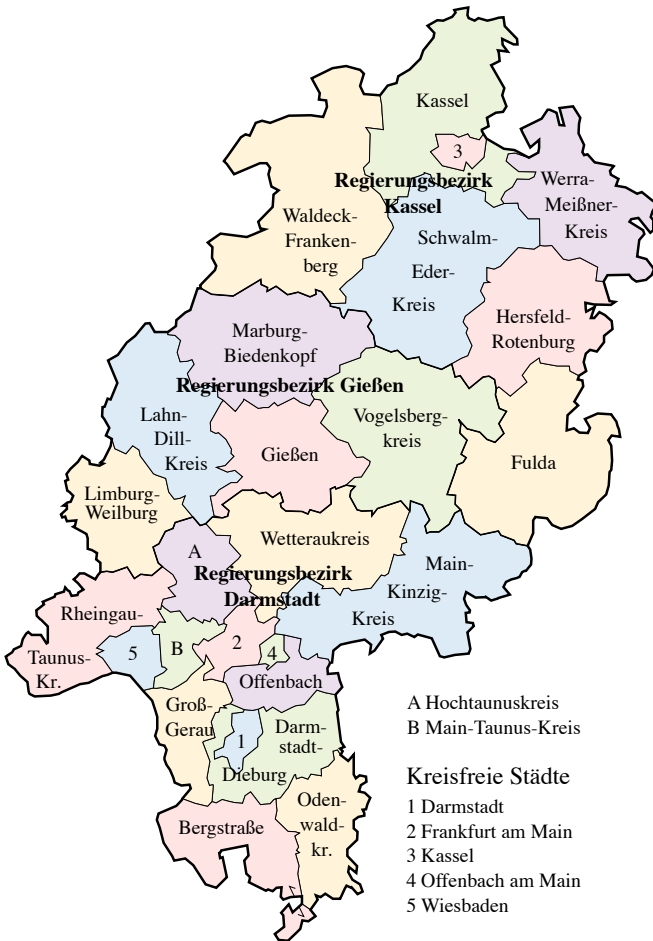 Kassel
3
Regierungsbezirk
Kassel
Werra-
Meißner-
Kreis
Waldeck-
Franken-
berg
Schwalm-
Eder-
Kreis
Hersfeld-
Rotenburg
Marburg-
Biedenkopf
Regierungsbezirk Gießen
Lahn-
Dill-
Kreis
Vogelsberg-
kreis
Gießen
Fulda
Limburg-
Weilburg
Wetteraukreis
A
Main-
Kinzig-
Kreis
Regierungsbezirk
Darmstadt
Rheingau-
Taunus-
Kr.
5
B
2
4
Offenbach
Groß-
Gerau
1
Darm-
stadt-
Dieburg
Oden-
wald-
kr.
Bergstraße
A Hochtaunuskreis
B Main-Taunus-Kreis
Kreisfreie Städte
1 Darmstadt
2 Frankfurt am Main
3 Kassel
4 Offenbach am Main
5 Wiesbaden